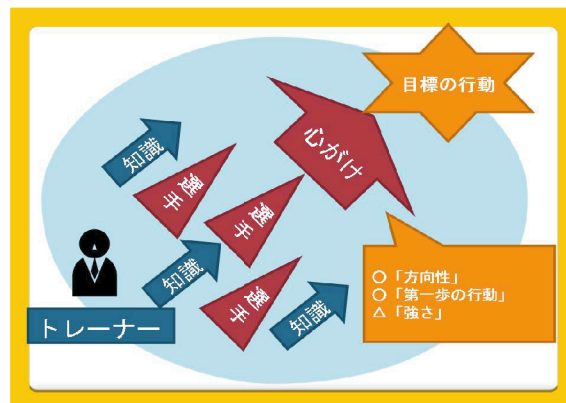 目標の行動
心がけ
知識
選手
選手
知識
選手
知識
トレーナー
○「方向性」
○「第一歩の行動」
△「強さ」